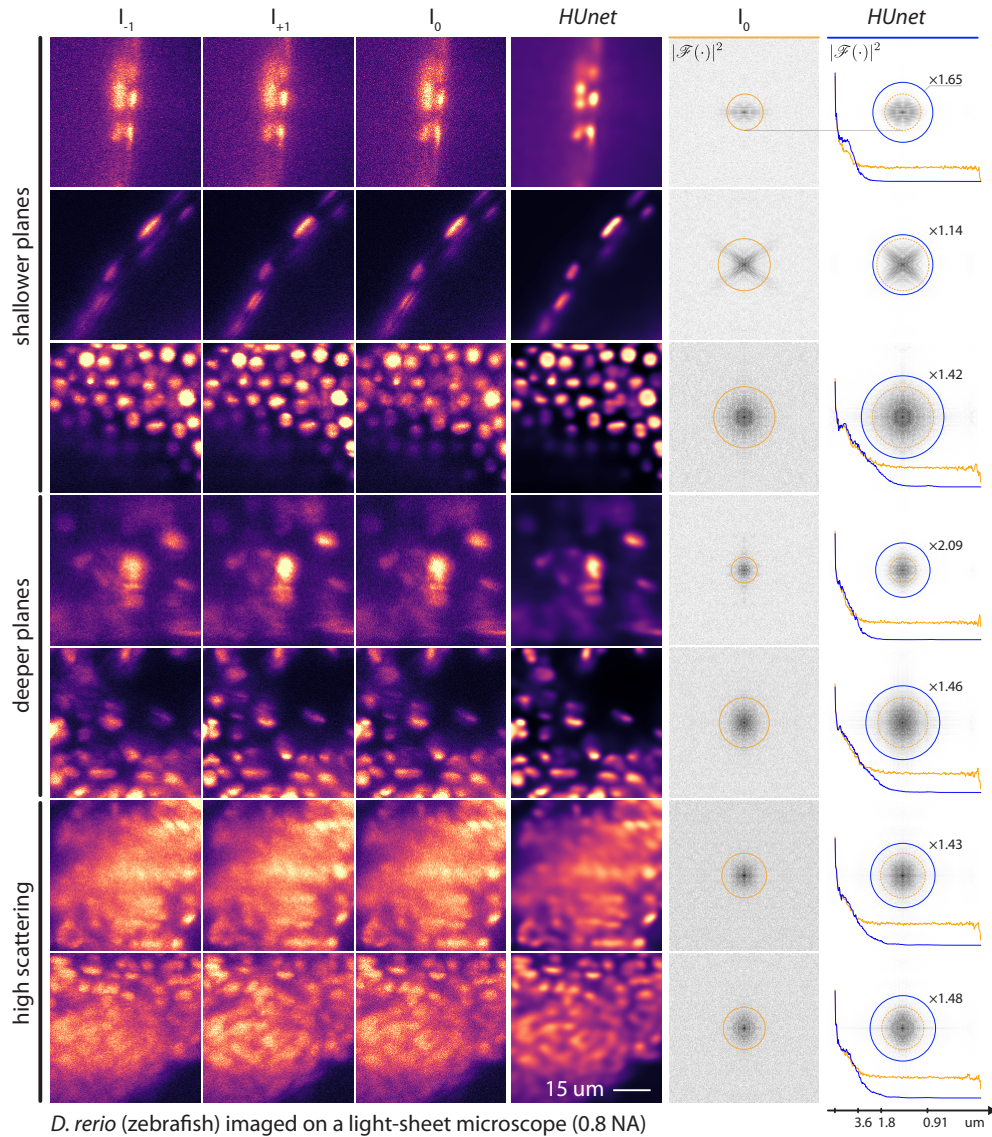 I-1 I+1 I0 HUnet I0 HUnet
|ℱ(·)|² |ℱ(·)|²
×1.65
shallower planes
×1.14
×1.42
deeper planes
×2.09
×1.46
high scattering
×1.43
×1.48
15 um
3.6 1.8 0.91 um
D. rerio (zebrafish) imaged on a light-sheet microscope (0.8 NA)